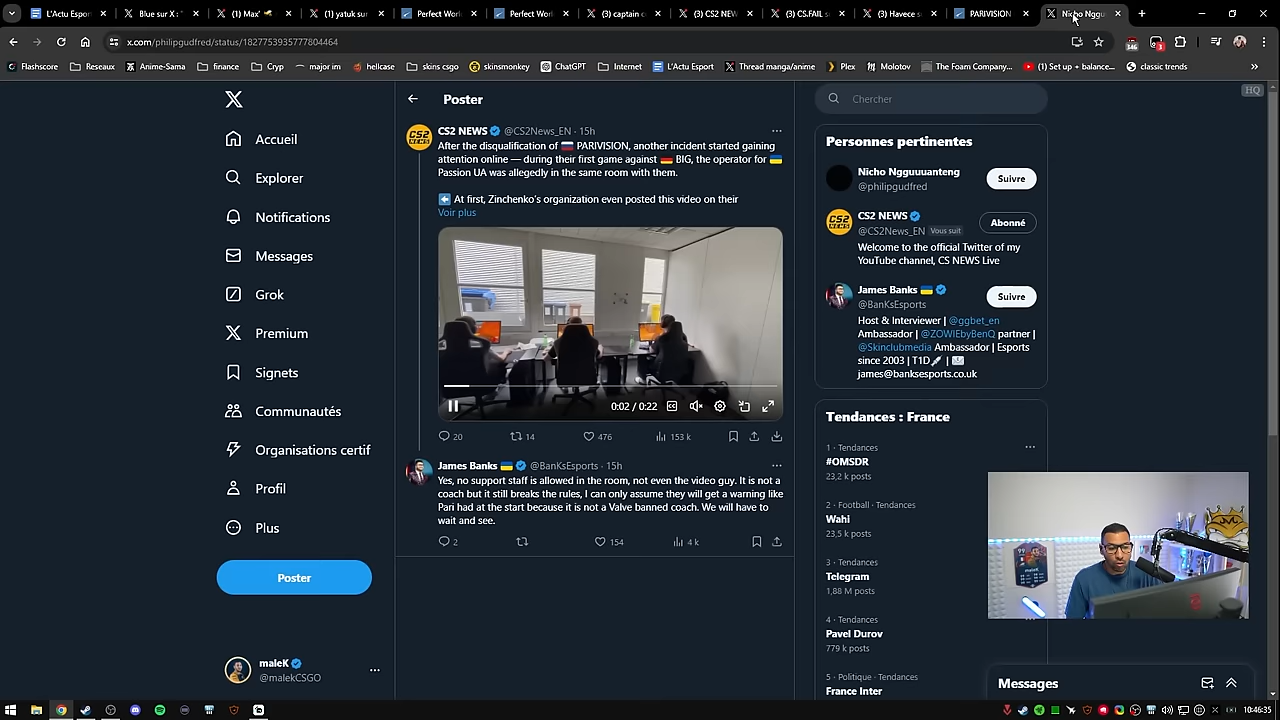 L'Actu Espor
Blue sur X : "
(1) Max'
(1) yatuk sur
Perfect Worl
Perfect Worl
(3) captain c
(3) CS2 NEW
(3) CS.FAIL su
(3) Havece su
PARIVISION
Nicho Nggu
x.com/philipgudfred/status/1827753935777804464
146
3
Flashscore
Reseaux
Anime-Sama
finance
Cryp
major im
hellcase
skins csgo
skinsmonkey
ChatGPT
Internet
L'Actu Esport
Thread manga/anime
Plex
Molotov
The Foam Company...
(1) Set up + balance...
classic trends
HQ
Accueil
Explorer
Notifications
Messages
Grok
Premium
Signets
Communautés
Organisations certif
Profil
Plus
Poster
maleK
@malekCSGO
Poster
CS2 NEWS @CS2News_EN · 15h
After the disqualification of PARIVISION, another incident started gaining
attention online — during their first game against BIG, the operator for
Passion UA was allegedly in the same room with them.
At first, Zinchenko's organization even posted this video on their
Voir plus
0:02 / 0:22
20
14
476
153 k
James Banks @BanKsEsports · 15h
Yes, no support staff is allowed in the room, not even the video guy. It is not a
coach but it still breaks the rules, I can only assume they will get a warning like
Pari had at the start because it is not a Valve banned coach. We will have to
wait and see.
2
154
4 k
Chercher
Personnes pertinentes
Nicho Ngguuuanteng
@philipgudfred
Suivre
CS2 NEWS
@CS2News_EN Vous suit
Abonné
Welcome to the official Twitter of my
YouTube channel, CS NEWS Live
James Banks
@BanKsEsports
Suivre
Host & Interviewer | @ggbet_en
Ambassador | @ZOWIEbyBenQ partner |
@Skinclubmedia Ambassador | Esports
since 2003 | T1D | 
james@banksesports.co.uk
Tendances : France
1 · Tendances
#OMSDR
23,2 k posts
2 · Football · Tendances
Wahi
23,5 k posts
3 · Tendances
Telegram
1,88 M posts
4 · Tendances
Pavel Durov
779 k posts
5 · Politique · Tendances
France Inter
99
maleK
Messages
10:46:35